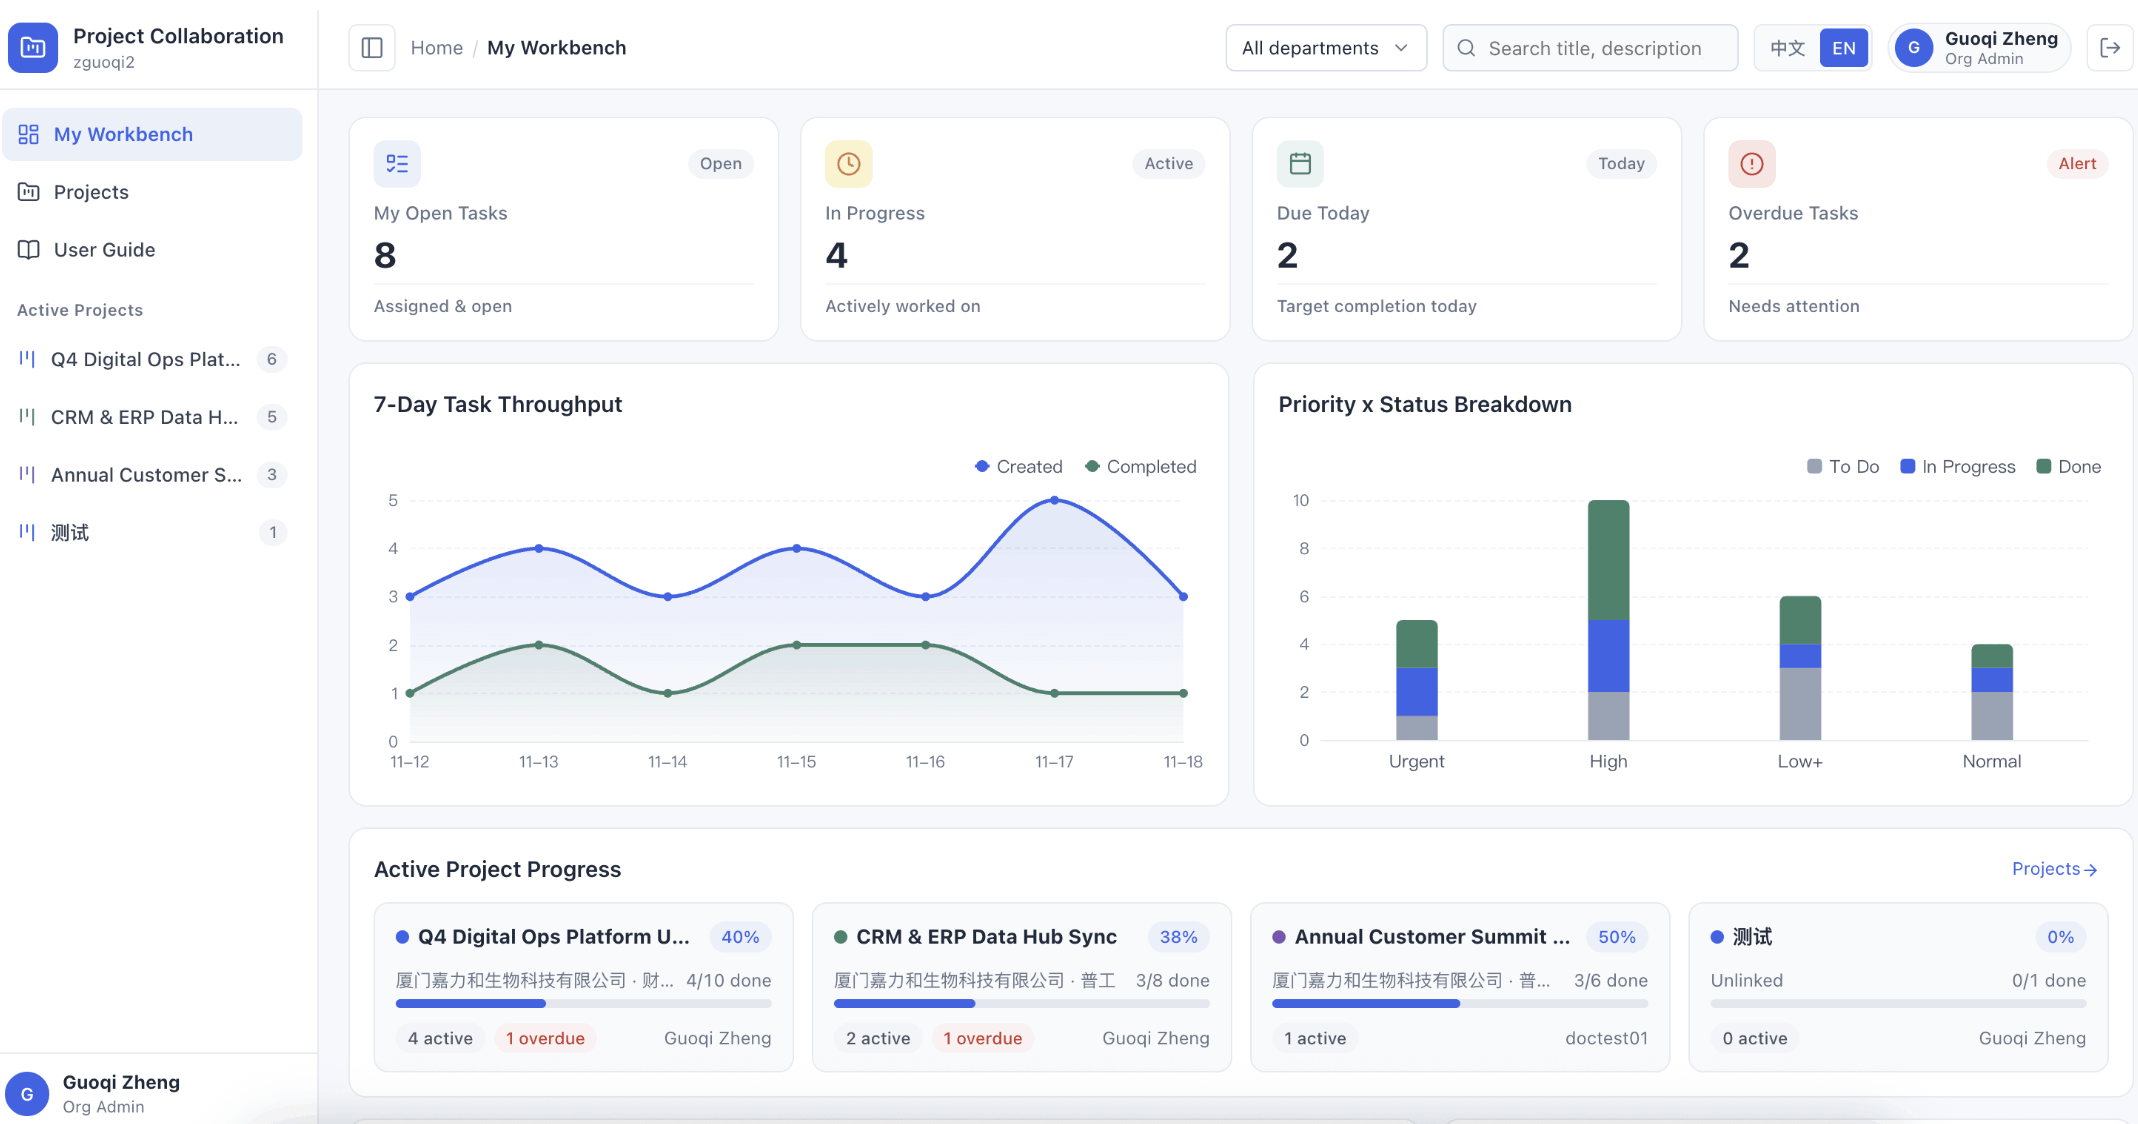 Project Collaboration
zguoqi2
Home / My Workbench
All departments
Search title, description
中文
EN
G
Guoqi Zheng
Org Admin
My Workbench
Projects
User Guide
Active Projects
Q4 Digital Ops Plat... 6
CRM & ERP Data H... 5
Annual Customer S... 3
测试 1
G
Guoqi Zheng
Org Admin
Open
My Open Tasks
8
Assigned & open
Active
In Progress
4
Actively worked on
Today
Due Today
2
Target completion today
Alert
Overdue Tasks
2
Needs attention
7-Day Task Throughput
Created Completed
5
4
3
2
1
0
11-12 11-13 11-14 11-15 11-16 11-17 11-18
Priority x Status Breakdown
To Do In Progress Done
10
8
6
4
2
0
Urgent High Low+ Normal
Active Project Progress
Projects→
Q4 Digital Ops Platform U... 40%
厦门嘉力和生物科技有限公司 · 财... 4/10 done
4 active 1 overdue Guoqi Zheng
CRM & ERP Data Hub Sync 38%
厦门嘉力和生物科技有限公司 · 普工 3/8 done
2 active 1 overdue Guoqi Zheng
Annual Customer Summit ... 50%
厦门嘉力和生物科技有限公司 · 普... 3/6 done
1 active doctest01
测试 0%
Unlinked 0/1 done
0 active Guoqi Zheng